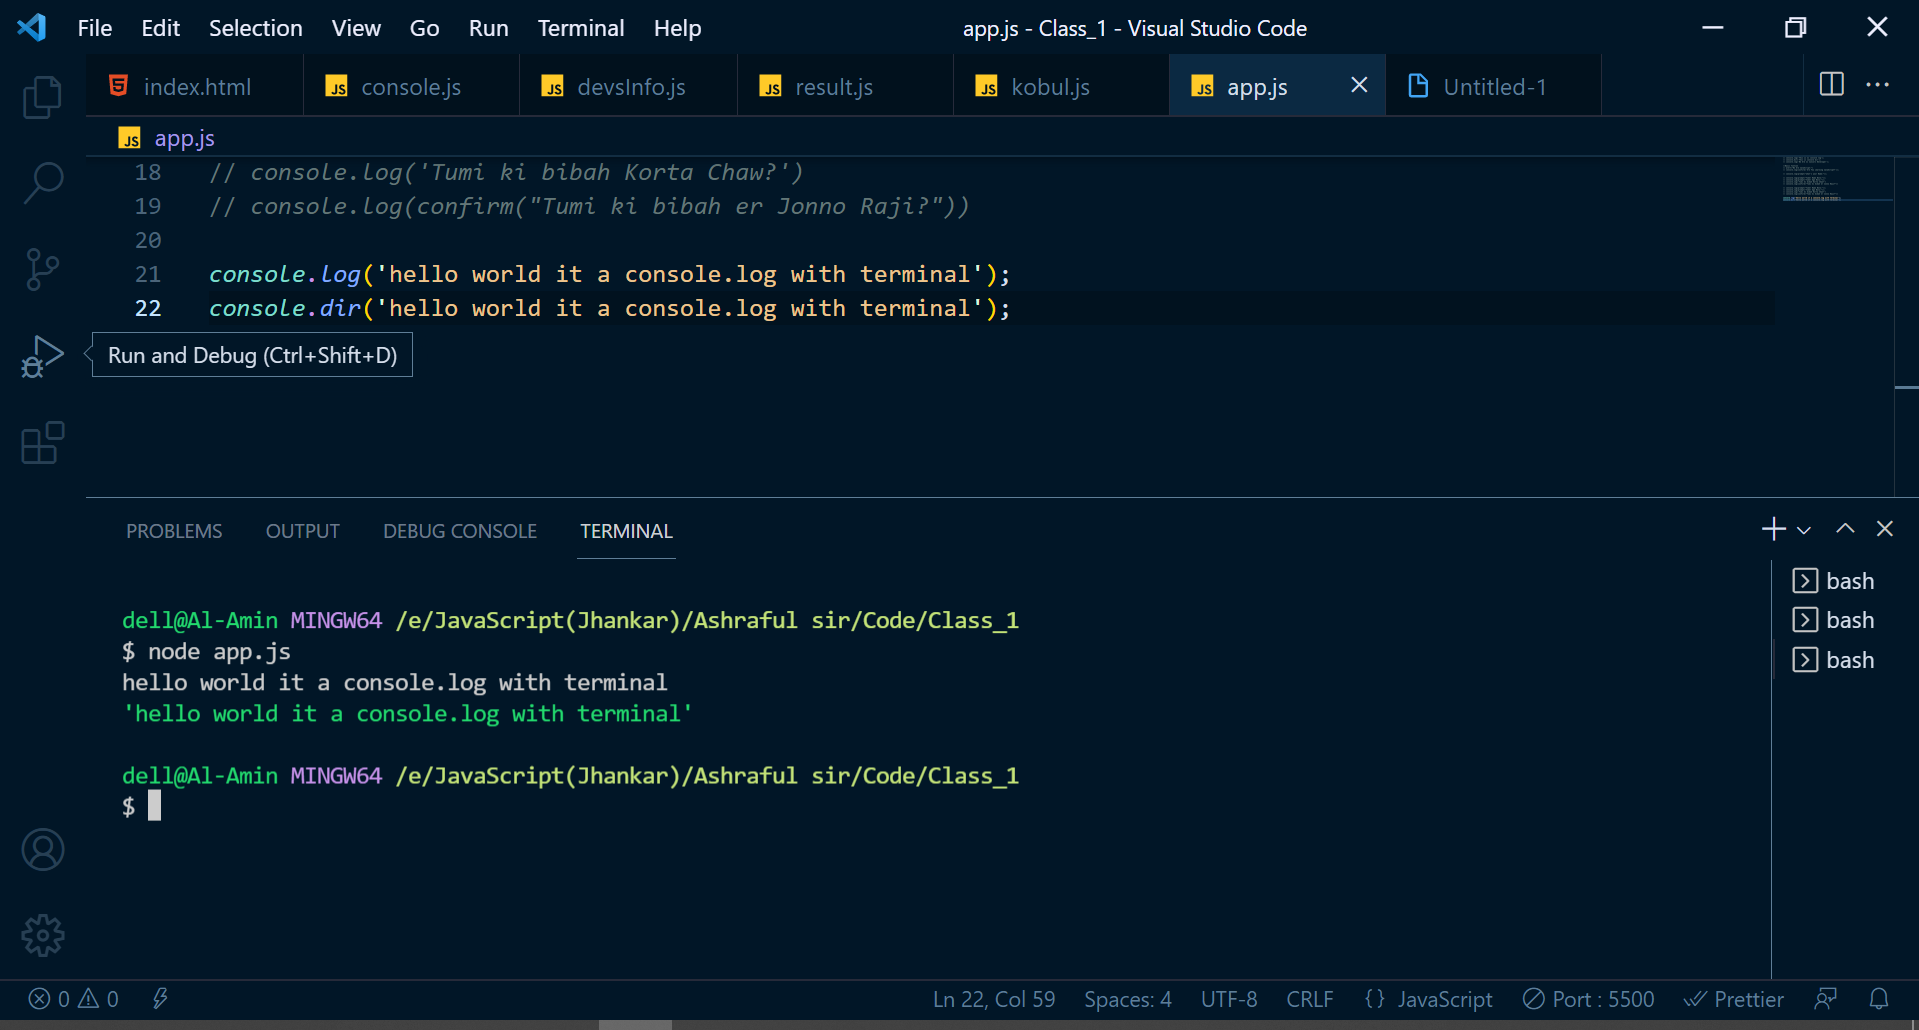 File Edit Selection View Go Run Terminal Help app.js - Class_1 - Visual Studio Code
index.html JS console.js JS devsInfo.js JS result.js JS kobul.js JS app.js Untitled-1
JS app.js
18 // console.log('Tumi ki bibah Korta Chaw?')
19 // console.log(confirm("Tumi ki bibah er Jonno Raji?"))
20
21 console.log('hello world it a console.log with terminal');
22 console.dir('hello world it a console.log with terminal');
Run and Debug (Ctrl+Shift+D)
PROBLEMS OUTPUT DEBUG CONSOLE TERMINAL
bash
bash
bash
dell@Al-Amin MINGW64 /e/JavaScript(Jhankar)/Ashraful sir/Code/Class_1
$ node app.js
hello world it a console.log with terminal
'hello world it a console.log with terminal'
dell@Al-Amin MINGW64 /e/JavaScript(Jhankar)/Ashraful sir/Code/Class_1
$
0 0 Ln 22, Col 59 Spaces: 4 UTF-8 CRLF {} JavaScript Port : 5500 Prettier